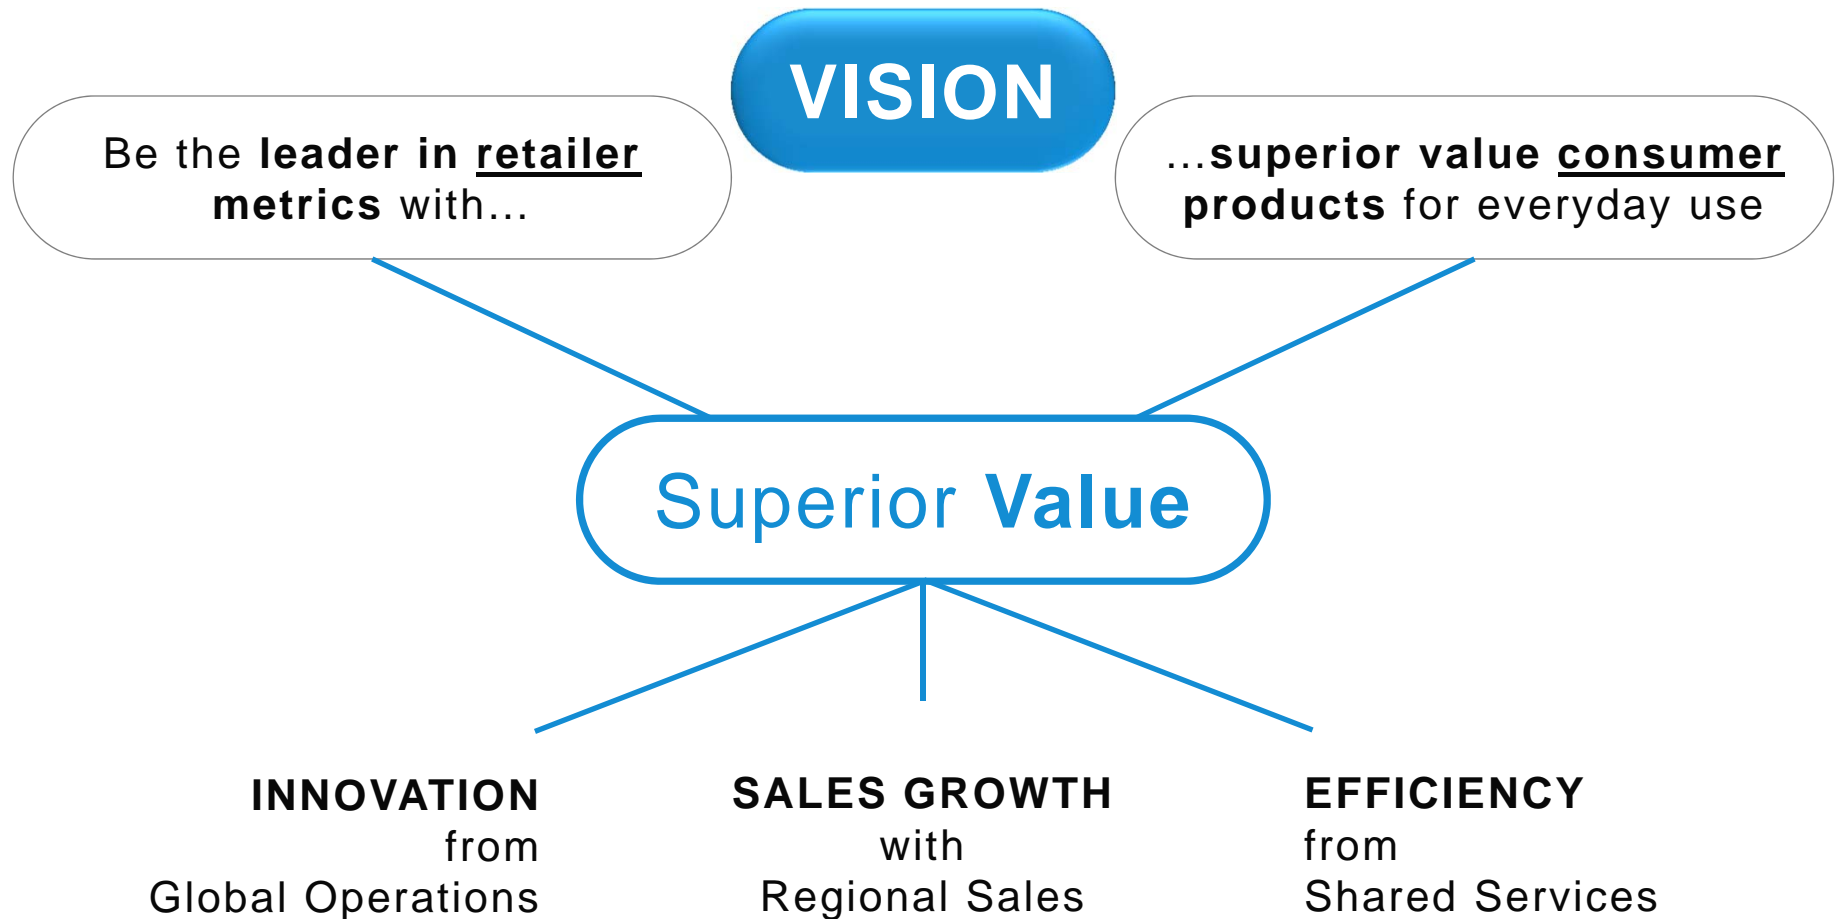 VISION
Be the leader in retailer
metrics with...
...superior value consumer
products for everyday use
Superior Value
INNOVATION
from
Global Operations
SALES GROWTH
with
Regional Sales
EFFICIENCY
from
Shared Services